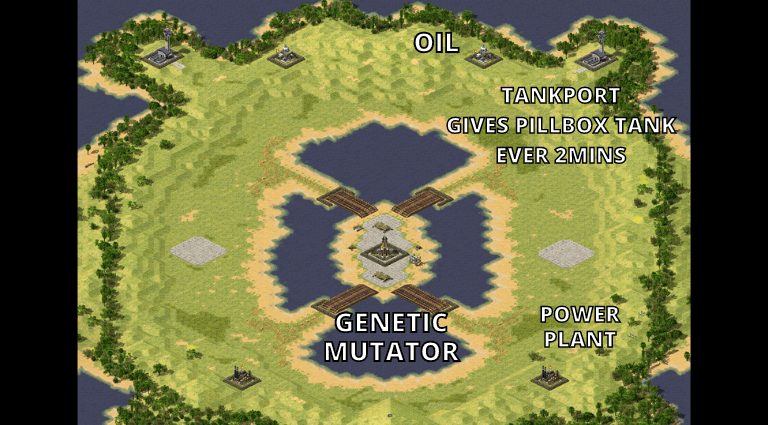 OIL
TANKPORT
GIVES PILLBOX TANK
EVER 2MINS
GENETIC
MUTATOR
POWER
PLANT